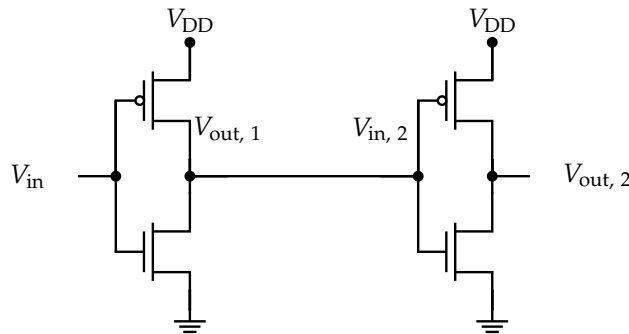 V_DD
V_DD
V_out, 1
V_in, 2
V_in
V_out, 2